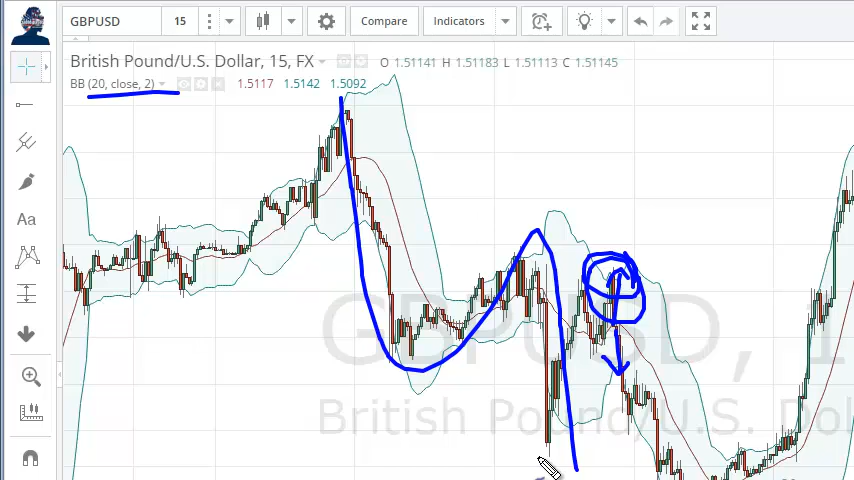 GBPUSD 15 Compare Indicators
British Pound/U.S. Dollar, 15, FX O 1.51141 H 1.51183 L 1.51113 C 1.51145
BB (20, close, 2) 1.5117 1.5142 1.5092
Aa
GBPUSD, 1
British Pound/U.S. Dol